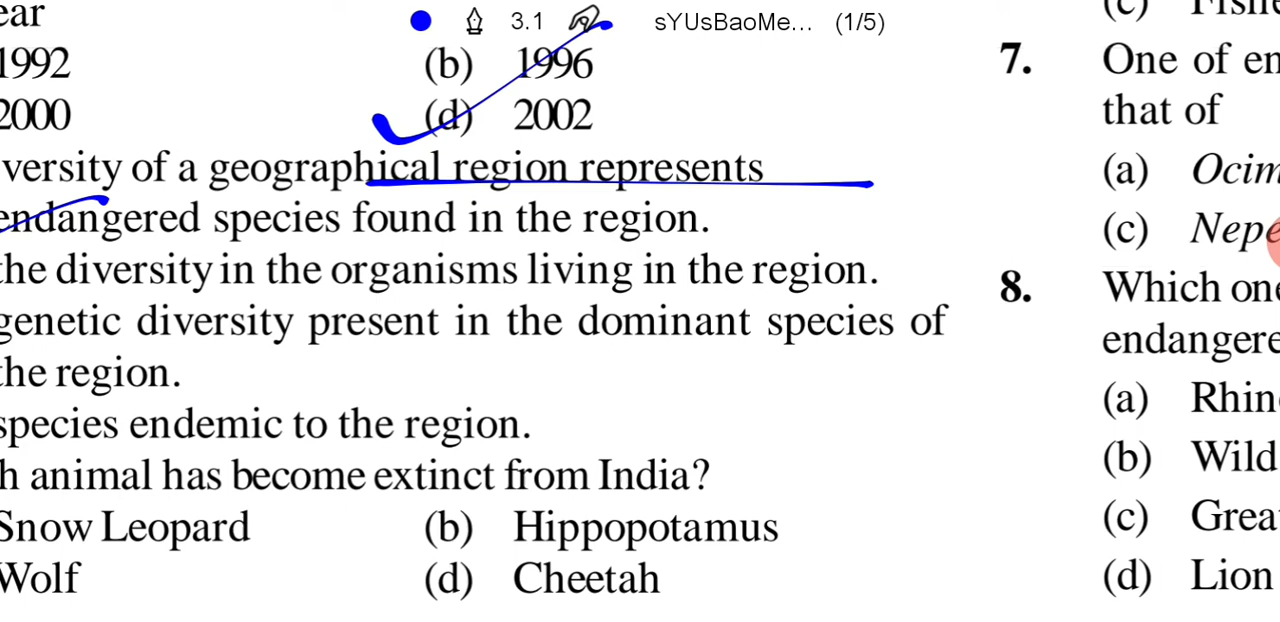 ear
3.1 sYUsBaoMe... (1/5)
1992 (b) 1996
2000 (d) 2002
versity of a geographical region represents
endangered species found in the region.
the diversity in the organisms living in the region.
genetic diversity present in the dominant species of
the region.
species endemic to the region.
h animal has become extinct from India?
Snow Leopard (b) Hippopotamus
Wolf (d) Cheetah
(c) Fishe
7. One of en
that of
(a) Ocim
(c) Nepe
8. Which one
endangere
(a) Rhin
(b) Wild
(c) Grea
(d) Lion